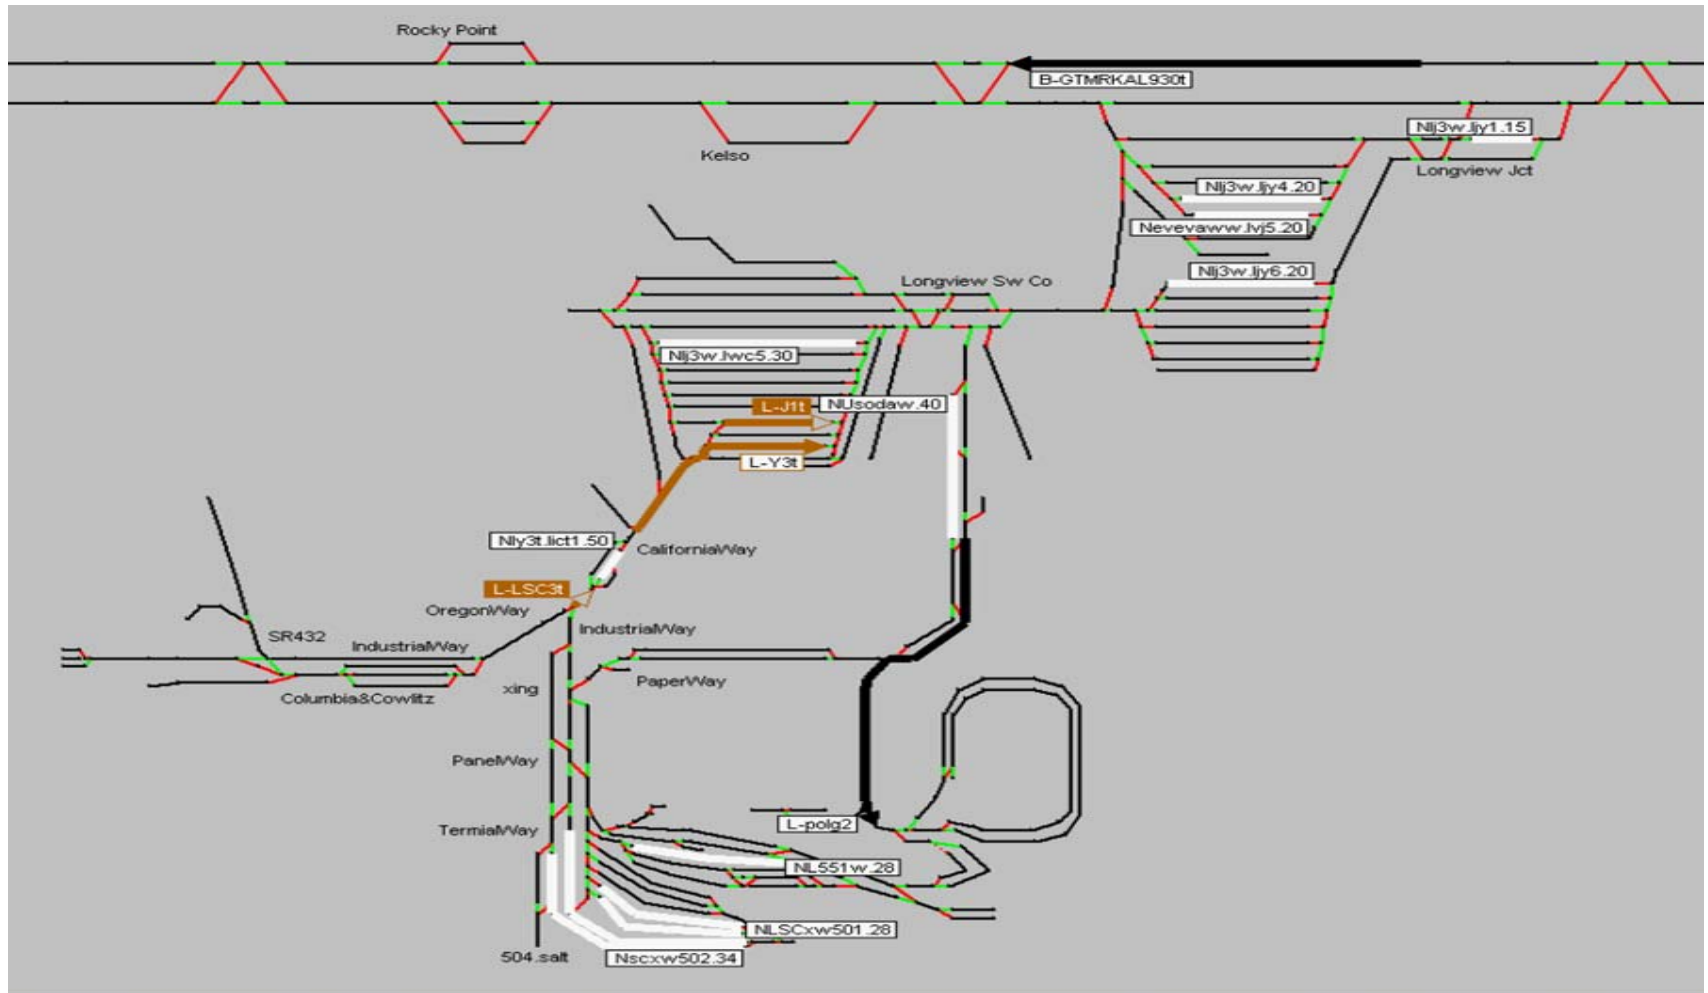 Rocky Point
B-GTMRKAL930t
Nlj3w.ljy1.15
Kelso
Longview Jct
Nlj3w.ljy4.20
Nevevaww.lvj5.20
Nlj3w.ljy6.20
Longview Sw Co
Nlj3w.lwc5.30
L-J1t
NUsodaw.40
L-Y3t
Nly3t.lict1.50
CaliforniaWay
L-LSC3t
OregonWay
IndustrialWay
SR432
IndustrialWay
xing
PaperWay
Columbia&Cowlitz
PanelWay
TermialWay
L-polg2
NL551w.28
NLSCxw501.28
504.salt
Nscxw502.34